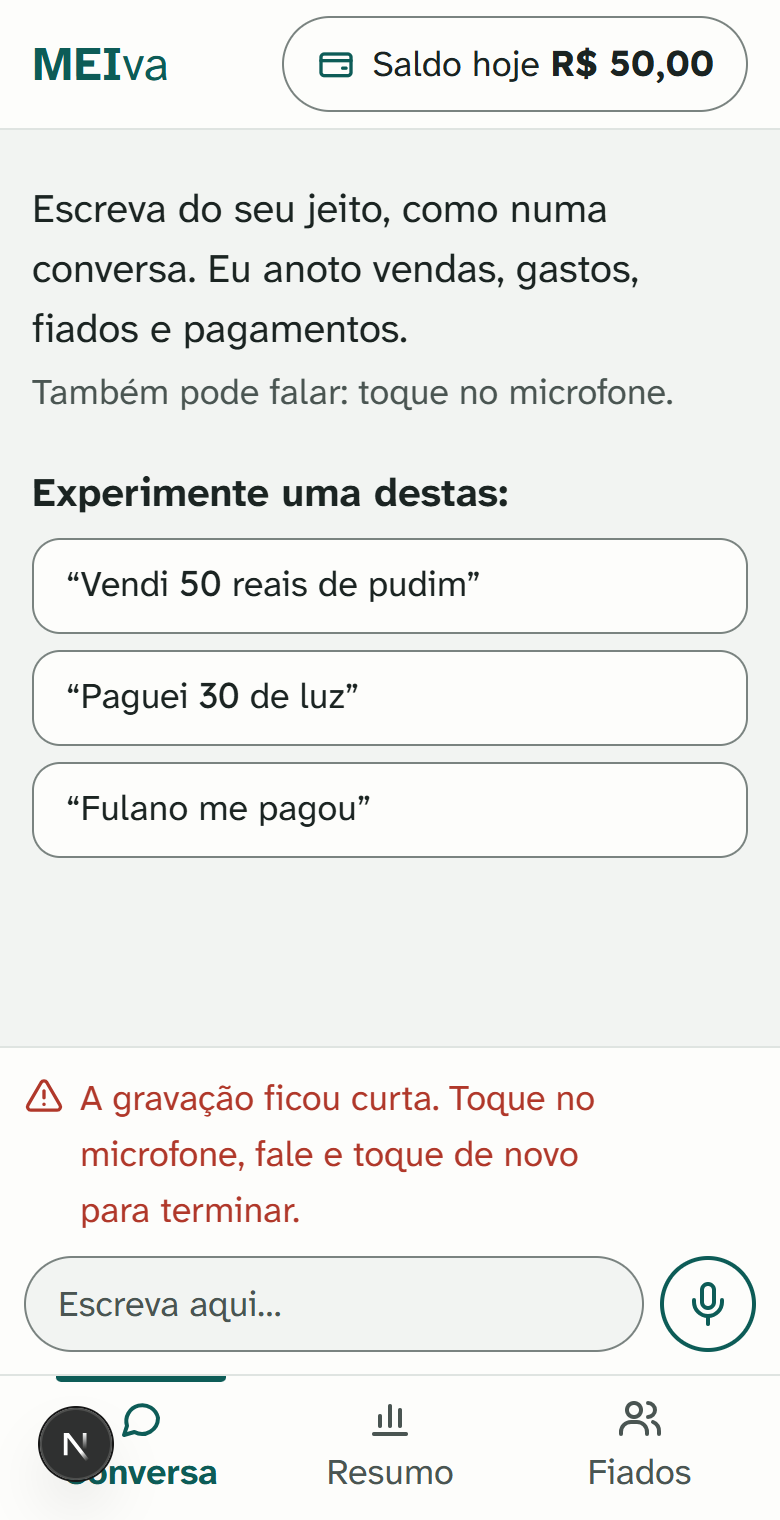 MEIva
Saldo hoje R$ 50,00
Escreva do seu jeito, como numa
conversa. Eu anoto vendas, gastos,
fiados e pagamentos.
Também pode falar: toque no microfone.
Experimente uma destas:
“Vendi 50 reais de pudim”
“Paguei 30 de luz”
“Fulano me pagou”
A gravação ficou curta. Toque no
microfone, fale e toque de novo
para terminar.
Escreva aqui...
N
Conversa
Resumo
Fiados